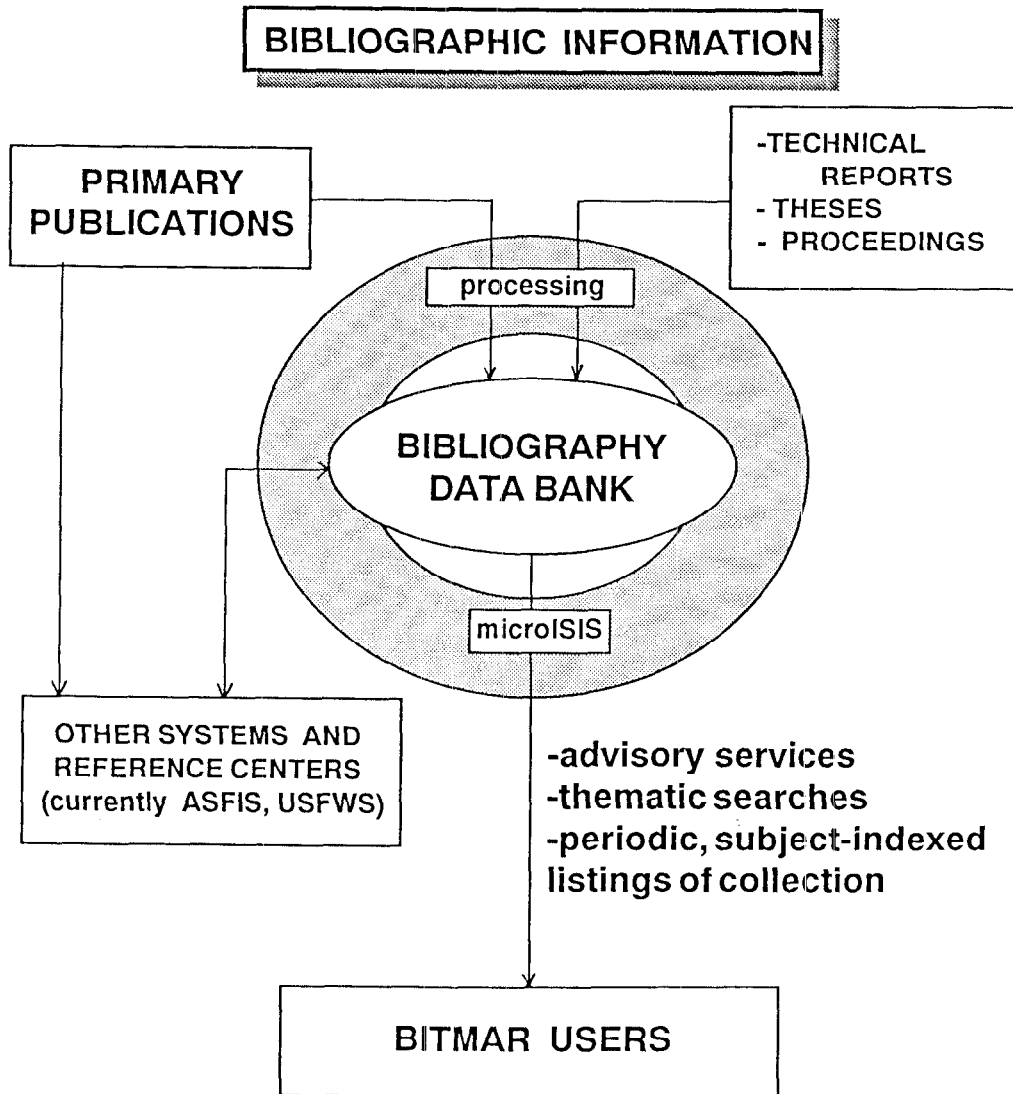 BIBLIOGRAPHIC INFORMATION
PRIMARY
PUBLICATIONS
-TECHNICAL
REPORTS
- THESES
- PROCEEDINGS
processing
BIBLIOGRAPHY
DATA BANK
microISIS
OTHER SYSTEMS AND
REFERENCE CENTERS
(currently ASFIS, USFWS)
-advisory services
-thematic searches
-periodic, subject-indexed
listings of collection
BITMAR USERS